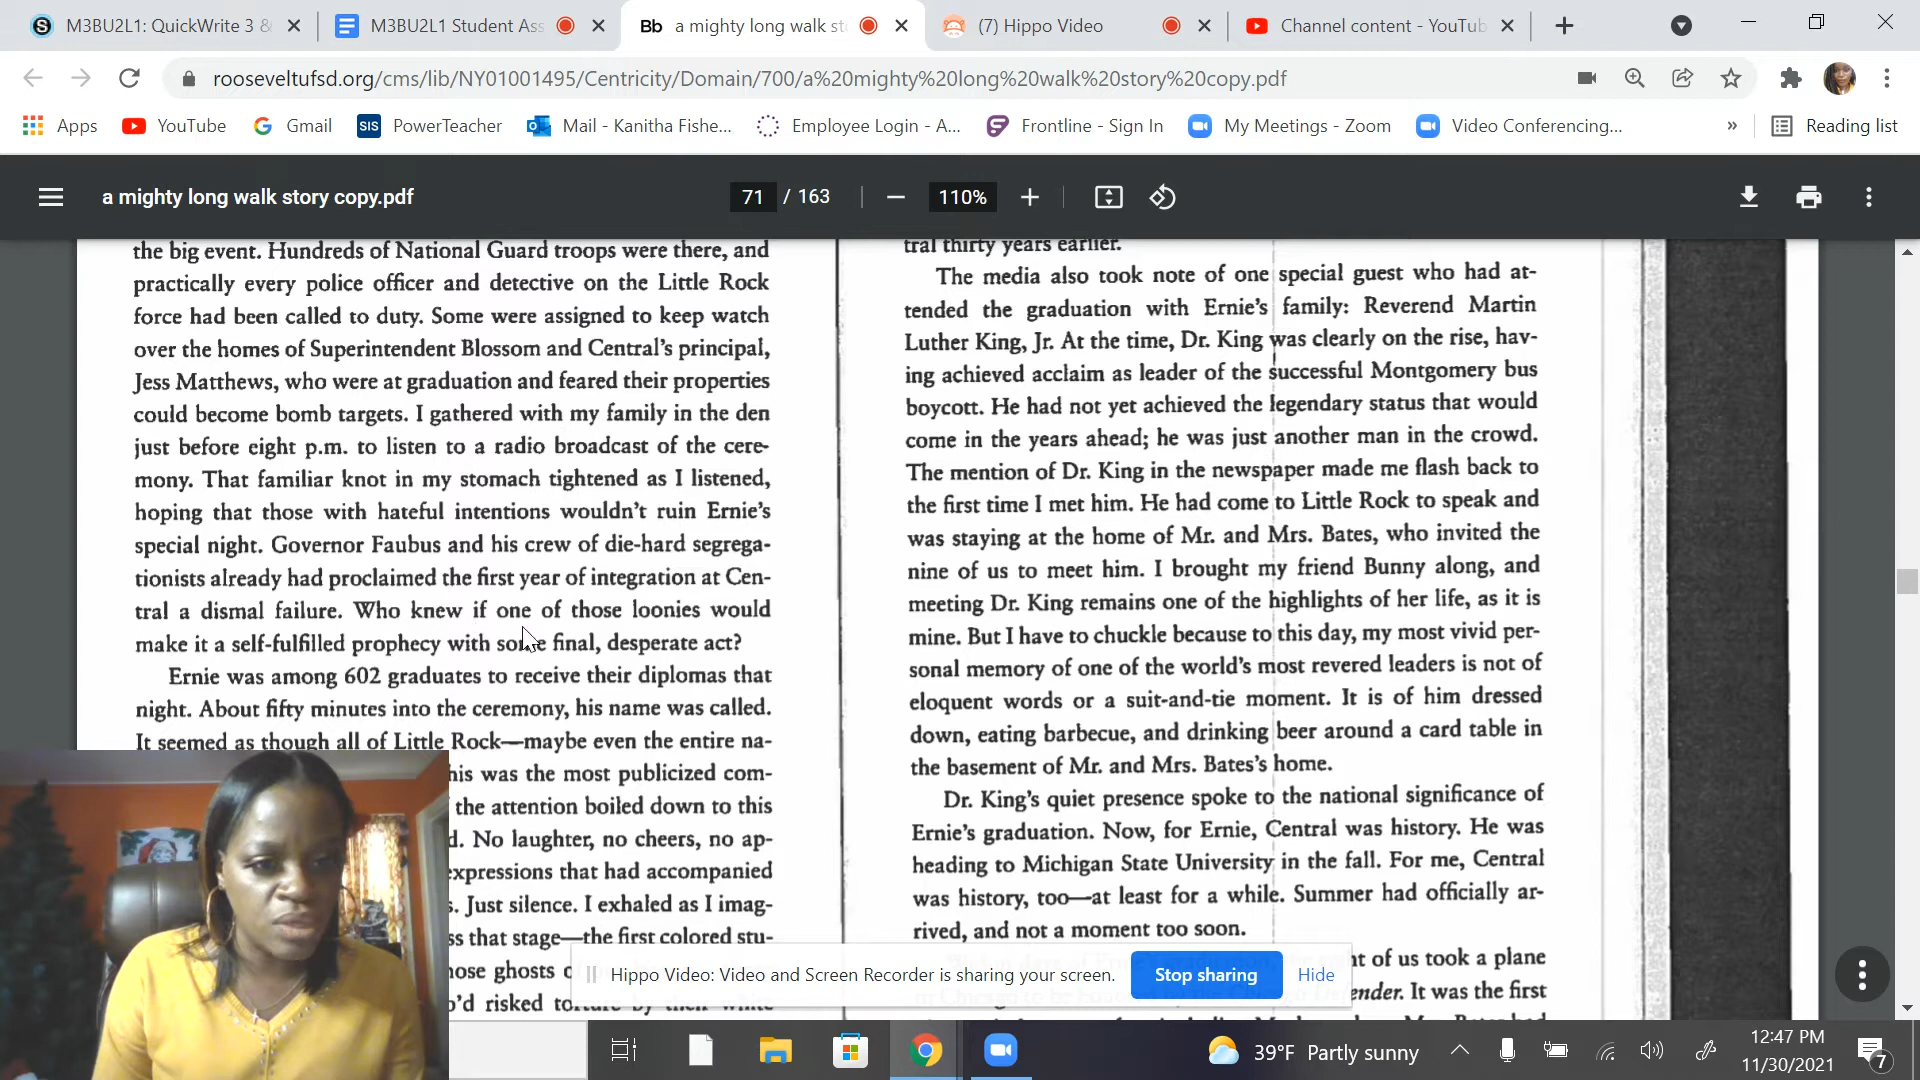 M3BU2L1: QuickWrite 3 &
M3BU2L1 Student Ass
Bb a mighty long walk sto
(7) Hippo Video
Channel content - YouTub
rooseveltufsd.org/cms/lib/NY01001495/Centricity/Domain/700/a%20mighty%20long%20walk%20story%20copy.pdf
Apps
YouTube
Gmail
SIS PowerTeacher
Mail - Kanitha Fishe...
Employee Login - A...
Frontline - Sign In
My Meetings - Zoom
Video Conferencing...
»
Reading list
a mighty long walk story copy.pdf
71 / 163
110%
the big event. Hundreds of National Guard troops were there, and
practically every police officer and detective on the Little Rock
force had been called to duty. Some were assigned to keep watch
over the homes of Superintendent Blossom and Central's principal,
Jess Matthews, who were at graduation and feared their properties
could become bomb targets. I gathered with my family in the den
just before eight p.m. to listen to a radio broadcast of the cere-
mony. That familiar knot in my stomach tightened as I listened,
hoping that those with hateful intentions wouldn't ruin Ernie's
special night. Governor Faubus and his crew of die-hard segrega-
tionists already had proclaimed the first year of integration at Cen-
tral a dismal failure. Who knew if one of those loonies would
make it a self-fulfilled prophecy with some final, desperate act?
Ernie was among 602 graduates to receive their diplomas that
night. About fifty minutes into the ceremony, his name was called.
It seemed as though all of Little Rock—maybe even the entire na-
his was the most publicized com-
the attention boiled down to this
d. No laughter, no cheers, no ap-
expressions that had accompanied
s. Just silence. I exhaled as I imag-
ss that stage—the first colored stu-
hose ghosts
o'd risked torture by their white
tral thirty years earlier.
The media also took note of one special guest who had at-
tended the graduation with Ernie's family: Reverend Martin
Luther King, Jr. At the time, Dr. King was clearly on the rise, hav-
ing achieved acclaim as leader of the successful Montgomery bus
boycott. He had not yet achieved the legendary status that would
come in the years ahead; he was just another man in the crowd.
The mention of Dr. King in the newspaper made me flash back to
the first time I met him. He had come to Little Rock to speak and
was staying at the home of Mr. and Mrs. Bates, who invited the
nine of us to meet him. I brought my friend Bunny along, and
meeting Dr. King remains one of the highlights of her life, as it is
mine. But I have to chuckle because to this day, my most vivid per-
sonal memory of one of the world's most revered leaders is not of
eloquent words or a suit-and-tie moment. It is of him dressed
down, eating barbecue, and drinking beer around a card table in
the basement of Mr. and Mrs. Bates's home.
Dr. King's quiet presence spoke to the national significance of
Ernie's graduation. Now, for Ernie, Central was history. He was
heading to Michigan State University in the fall. For me, Central
was history, too—at least for a while. Summer had officially ar-
rived, and not a moment too soon.
ht of us took a plane
ender. It was the first
Hippo Video: Video and Screen Recorder is sharing your screen.
Stop sharing
Hide
39°F Partly sunny
12:47 PM
11/30/2021
7